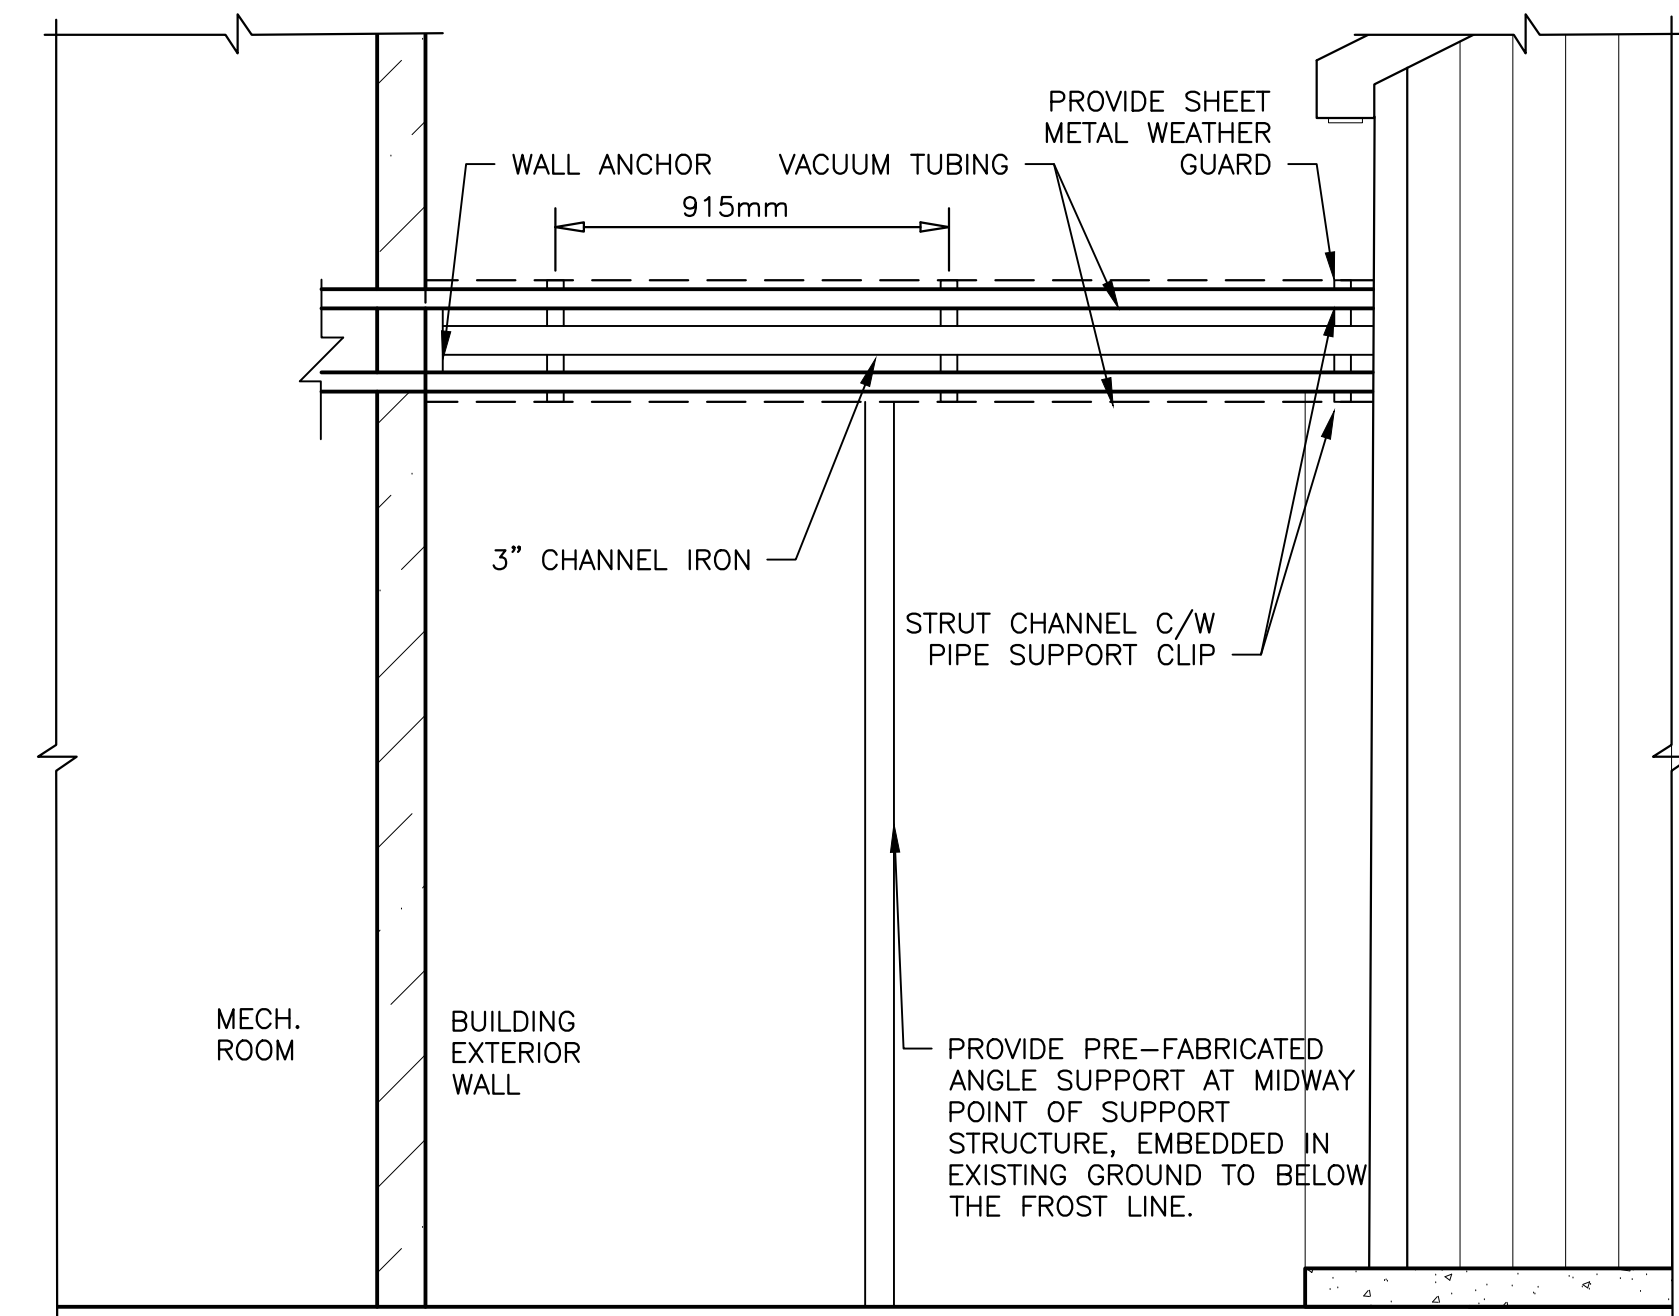 PROVIDE SHEET
METAL WEATHER
GUARD
WALL ANCHOR
VACUUM TUBING
915mm
3" CHANNEL IRON
STRUT CHANNEL C/W
PIPE SUPPORT CLIP
MECH.
ROOM
BUILDING
EXTERIOR
WALL
PROVIDE PRE-FABRICATED
ANGLE SUPPORT AT MIDWAY
POINT OF SUPPORT
STRUCTURE, EMBEDDED IN
EXISTING GROUND TO BELOW
THE FROST LINE.